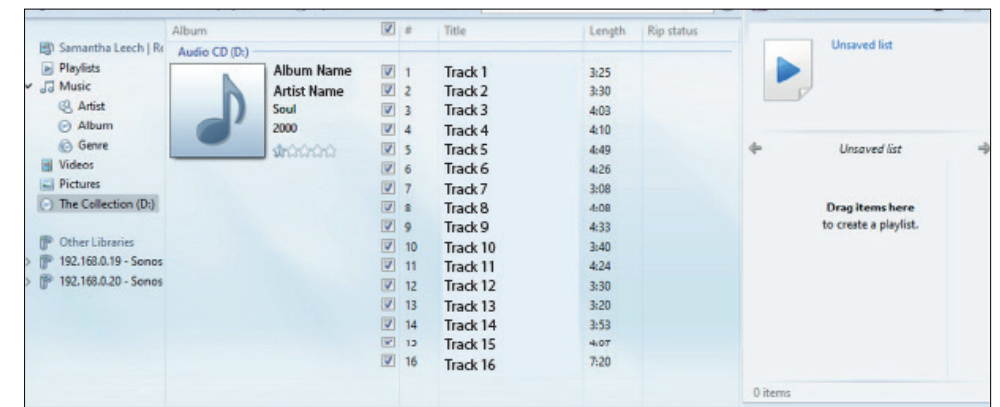 Album # Title Length Rip status
Samantha Leech |
Playlists
Music
Artist
Album
Genre
Videos
Pictures
The Collection (D:)
Other Libraries
192.168.0.19 - Sonos
192.168.0.20 - Sonos
Audio CD (D:)
Album Name
Artist Name
Soul
2000
1 Track 1 3:25
2 Track 2 3:30
3 Track 3 4:03
4 Track 4 4:10
5 Track 5 4:49
6 Track 6 4:26
7 Track 7 3:08
8 Track 8 4:08
9 Track 9 4:33
10 Track 10 3:40
11 Track 11 4:24
12 Track 12 3:30
13 Track 13 3:20
14 Track 14 3:53
15 Track 15 4:07
16 Track 16 7:20
Unsaved list
Unsaved list
Drag items here
to create a playlist.
0 items